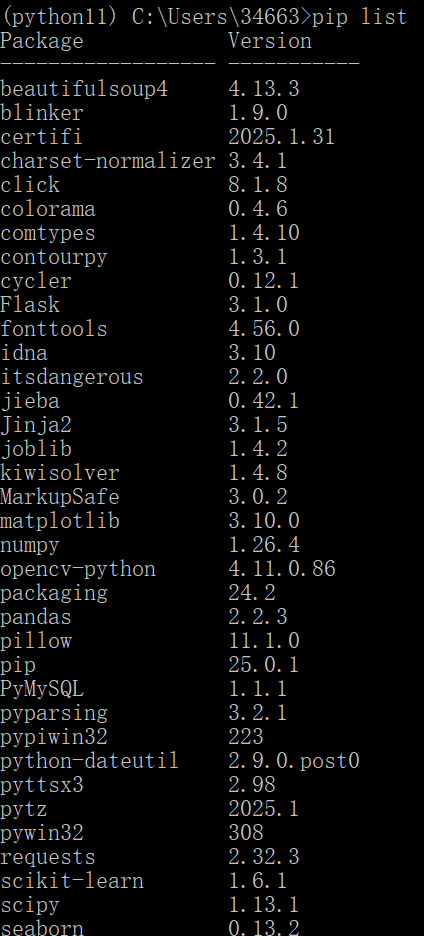 (python11) C:\Users\34663>pip list
Package            Version
------------------ -----------
beautifulsoup4     4.13.3
blinker            1.9.0
certifi            2025.1.31
charset-normalizer 3.4.1
click              8.1.8
colorama           0.4.6
comtypes           1.4.10
contourpy          1.3.1
cycler             0.12.1
Flask              3.1.0
fonttools          4.56.0
idna               3.10
itsdangerous       2.2.0
jieba              0.42.1
Jinja2             3.1.5
joblib             1.4.2
kiwisolver         1.4.8
MarkupSafe         3.0.2
matplotlib         3.10.0
numpy              1.26.4
opencv-python      4.11.0.86
packaging          24.2
pandas             2.2.3
pillow             11.1.0
pip                25.0.1
PyMySQL            1.1.1
pyparsing          3.2.1
pypiwin32          223
python-dateutil    2.9.0.post0
pyttsx3            2.98
pytz               2025.1
pywin32            308
requests           2.32.3
scikit-learn       1.6.1
scipy              1.13.1
seaborn            0.13.2